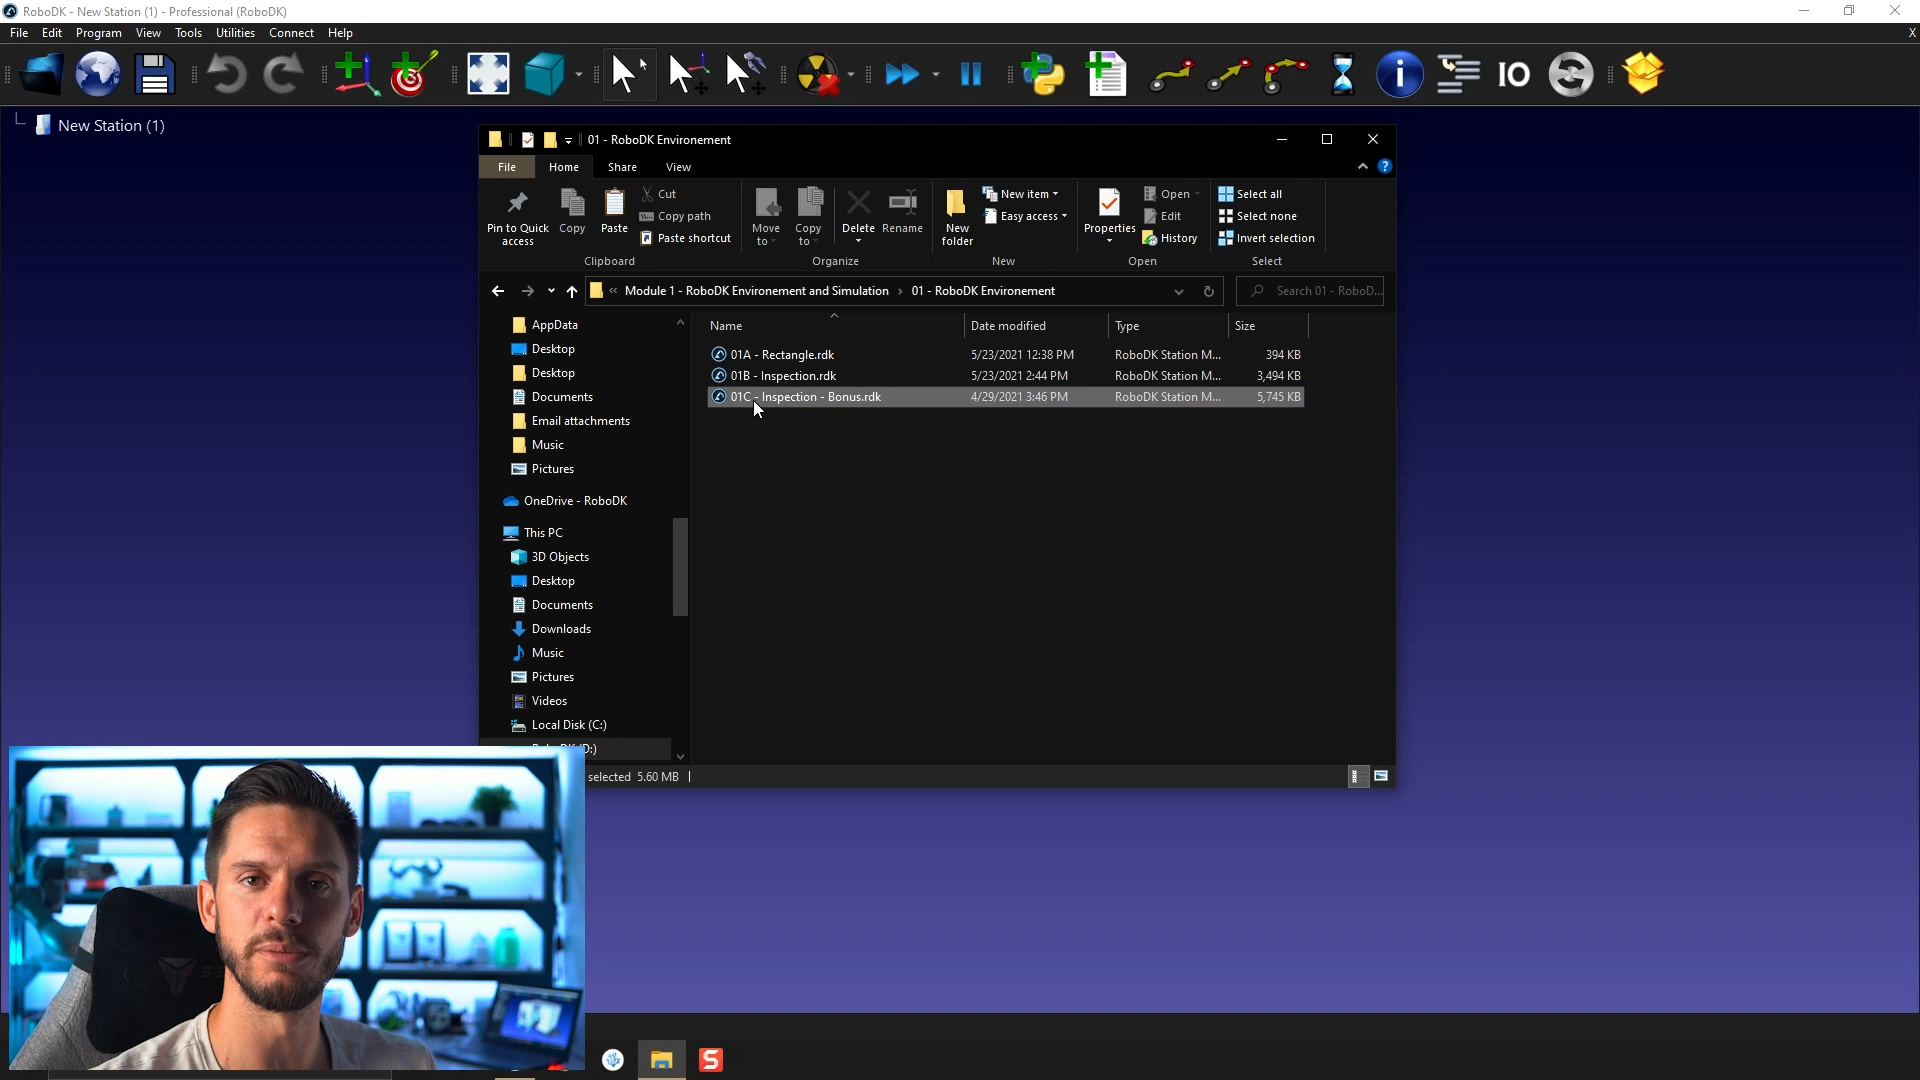 RoboDK - New Station (1) - Professional (RoboDK)
File Edit Program View Tools Utilities Connect Help X
IO
New Station (1)
01 - RoboDK Environement
File Home Share View
Pin to Quick access
Copy
Paste
Cut
Copy path
Paste shortcut
Clipboard
Move to
Copy to
Delete
Rename
Organize
New folder
New item
Easy access
New
Properties
Open
Edit
History
Open
Select all
Select none
Invert selection
Select
« Module 1 - RoboDK Environement and Simulation › 01 - RoboDK Environement
Search 01 - RoboD...
AppData
Desktop
Desktop
Documents
Email attachments
Music
Pictures
OneDrive - RoboDK
This PC
3D Objects
Desktop
Documents
Downloads
Music
Pictures
Videos
Local Disk (C:)
Name Date modified Type Size
01A - Rectangle.rdk 5/23/2021 12:38 PM RoboDK Station M... 394 KB
01B - Inspection.rdk 5/23/2021 2:44 PM RoboDK Station M... 3,494 KB
01C - Inspection - Bonus.rdk 4/29/2021 3:46 PM RoboDK Station M... 5,745 KB
selected 5.60 MB